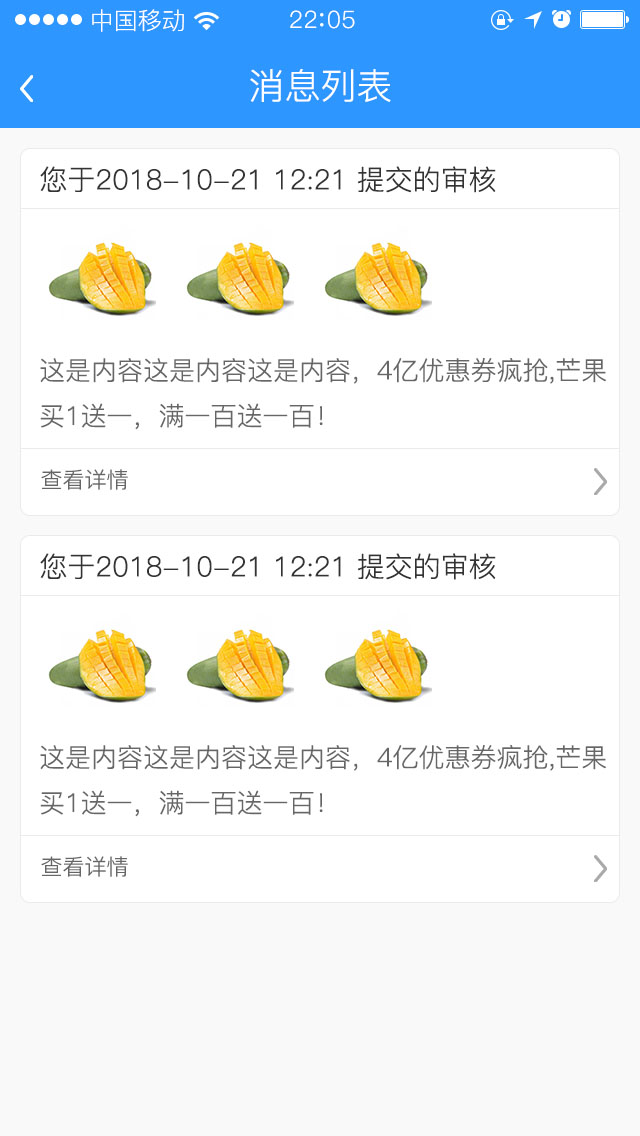 中国移动 22:05
消息列表
您于2018-10-21 12:21 提交的审核
这是内容这是内容这是内容，4亿优惠券疯抢,芒果
买1送一，满一百送一百！
查看详情
您于2018-10-21 12:21 提交的审核
这是内容这是内容这是内容，4亿优惠券疯抢,芒果
买1送一，满一百送一百！
查看详情